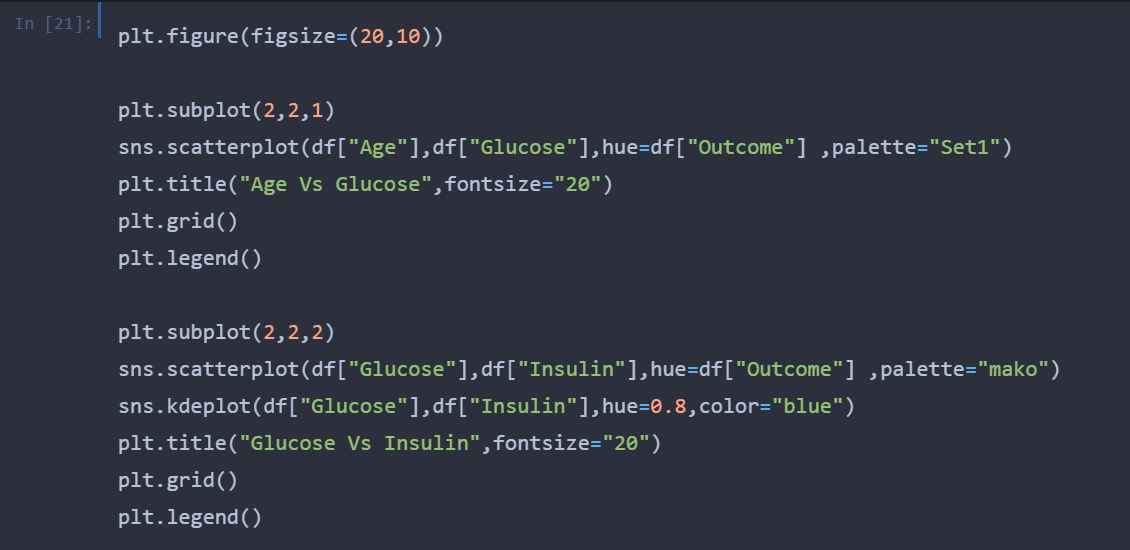 In [21]:
plt.figure(figsize=(20,10))
plt.subplot(2,2,1)
sns.scatterplot(df["Age"],df["Glucose"],hue=df["Outcome"] ,palette="Set1")
plt.title("Age Vs Glucose",fontsize="20")
plt.grid()
plt.legend()
plt.subplot(2,2,2)
sns.scatterplot(df["Glucose"],df["Insulin"],hue=df["Outcome"] ,palette="mako")
sns.kdeplot(df["Glucose"],df["Insulin"],hue=0.8,color="blue")
plt.title("Glucose Vs Insulin",fontsize="20")
plt.grid()
plt.legend()